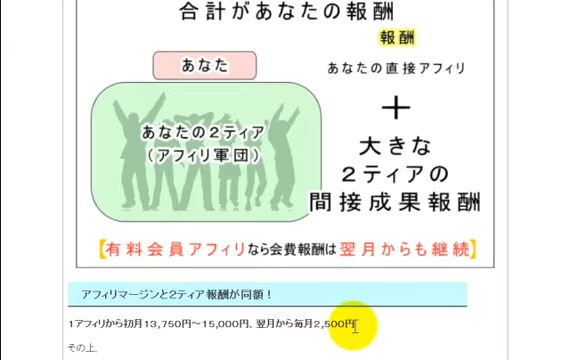 合計があなたの報酬
報酬
あなた
あなたの直接アフィリ
＋
あなたの２ティア
（アフィリ軍団）
大きな
２ティアの
間接成果報酬
【有料会員アフィリなら会費報酬は翌月からも継続】
アフィリマージンと2ティア報酬が同額！
1アフィリから初月13,750円～15,000円、翌月から毎月2,500円
その上、